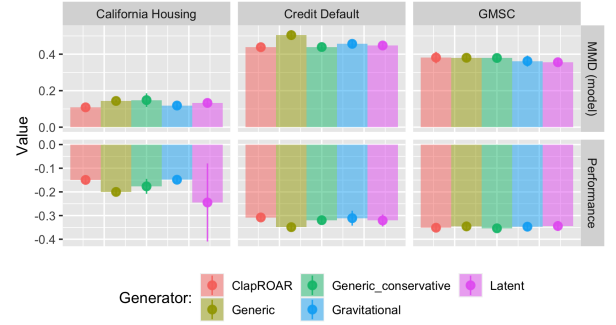 California Housing
Credit Default
GMSC
0.4
0.2
0.0
MMD (model)
Value
0.0
-0.1
-0.2
-0.3
-0.4
Performance
Generator:
ClapROAR
Generic_conservative
Latent
Generic
Gravitational